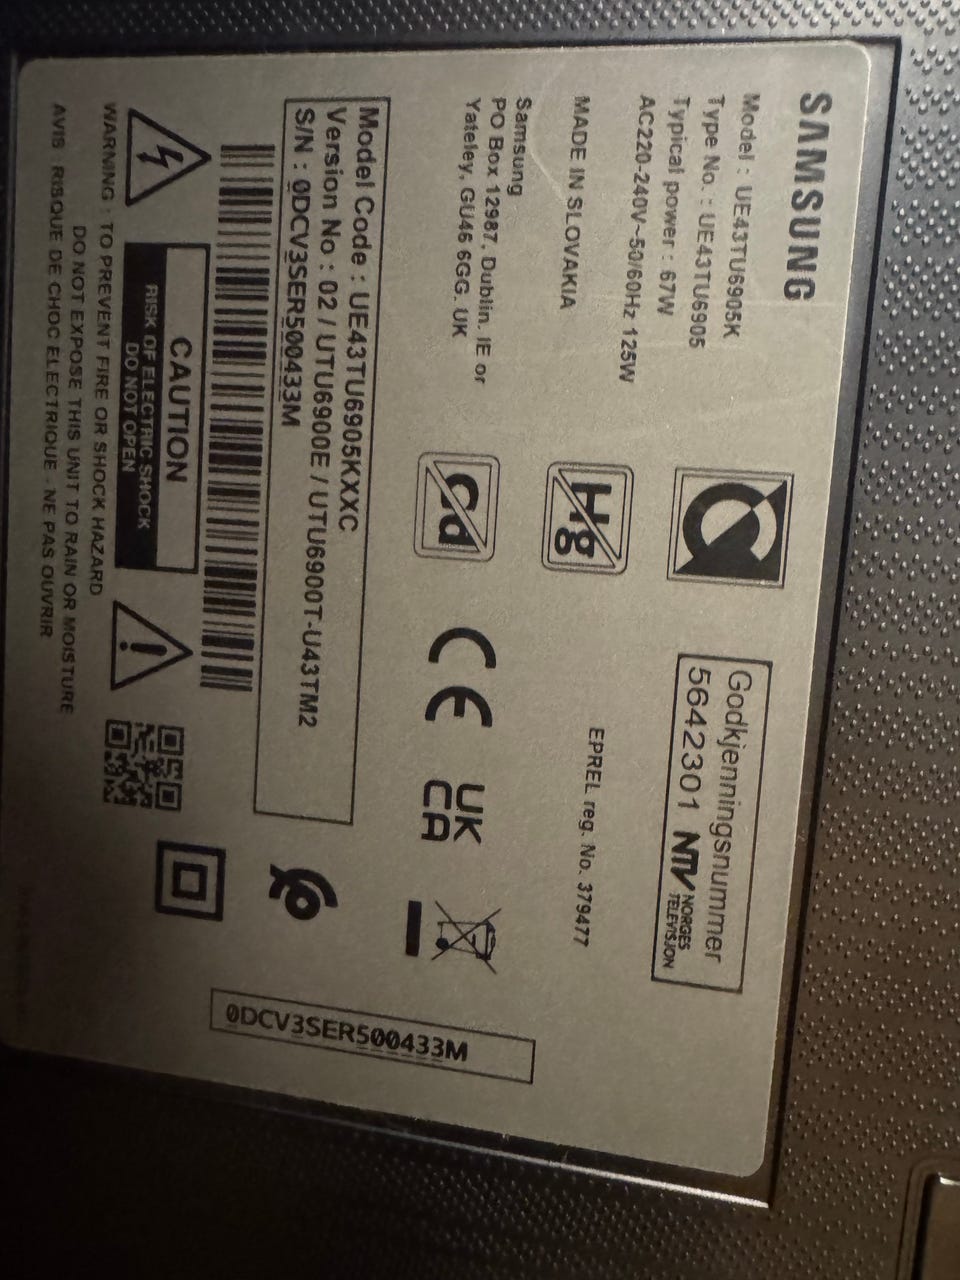 SAMSUNG
Model : UE43TU6905K
Type No. : UE43TU6905
Typical power : 67W
AC220-240V~50/60Hz 125W
MADE IN SLOVAKIA
Samsung
PO Box 12987. Dublin. IE or
Yateley, GU46 6GG. UK
Godkjenningsnummer
5642301 NTV NORGES
TELEVISJON
Hg
Cd
CE
UK
CA
EPREL reg. No. 379477
Model Code : UE43TU6905KXXC
Version No : 02 / UTU6900E / UTU6900T-U43TM2
S/N : 0DCV3SER500433M
CAUTION
RISK OF ELECTRIC SHOCK
DO NOT OPEN
WARNING : TO PREVENT FIRE OR SHOCK HAZARD
DO NOT EXPOSE THIS UNIT TO RAIN OR MOISTURE
AVIS : RISQUE DE CHOC ELECTRIQUE - NE PAS OUVRIR
0DCV3SER500433M